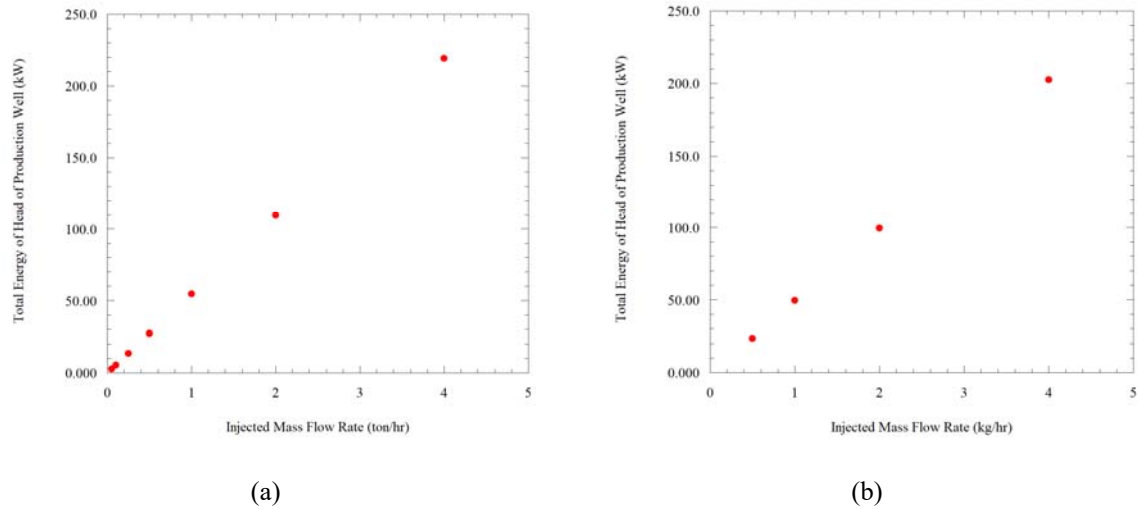 Total Energy of Head of Production Well (kW)
250.0
200.0
150.0
100.0
50.00
0.000
0 1 2 3 4 5
Injected Mass Flow Rate (ton/hr)
(a)
Total Energy of Head of Production Well (kW)
250.0
200.0
150.0
100.0
50.00
0.000
0 1 2 3 4 5
Injected Mass Flow Rate (kg/hr)
(b)